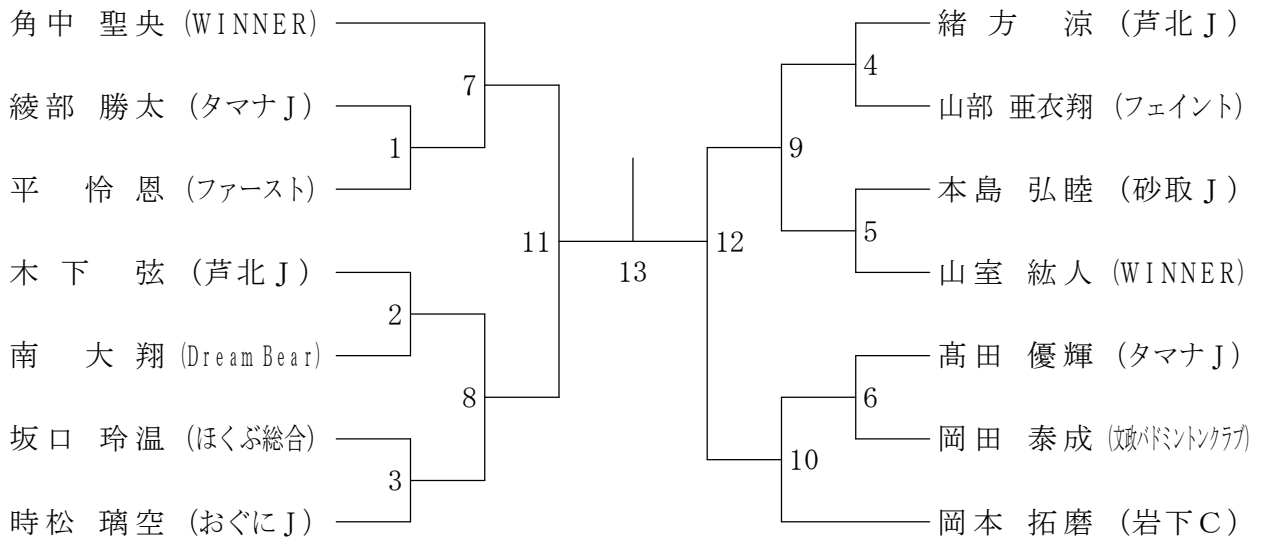 角中 聖央 (WINNER)
綾部 勝太 (タマナJ)
平 怜恩 (ファースト)
木下 弦 (芦北J)
南 大翔 (Dream Bear)
坂口 玲温 (ほくぶ総合)
時松 璃空 (おぐにJ)
1
2
3
7
8
11
13
12
9
10
4
5
6
緒方 涼 (芦北J)
山部 亜衣翔 (フェイント)
本島 弘睦 (砂取J)
山室 紘人 (WINNER)
髙田 優輝 (タマナJ)
岡田 泰成 (文政バドミントンクラブ)
岡本 拓磨 (岩下C)